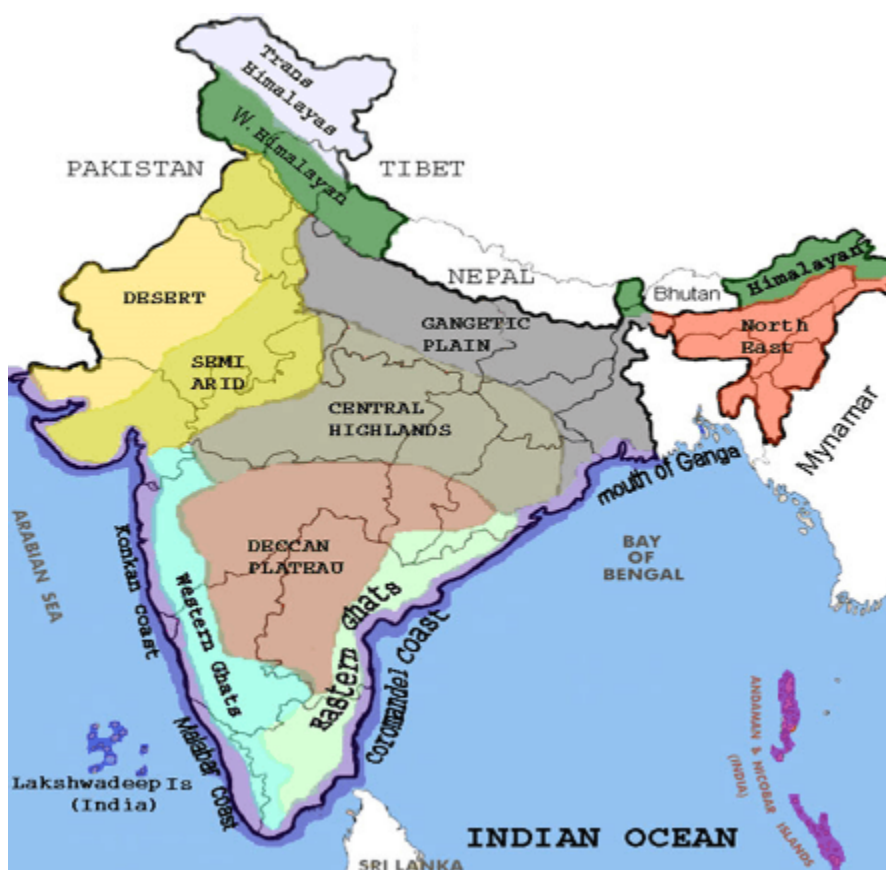 Trans
Himalayas
W. Himalayan
PAKISTAN
TIBET
NEPAL
Bhutan
Himalayan
DESERT
GANGETIC
PLAIN
North
East
SEMI
ARID
CENTRAL
HIGHLANDS
Mynamar
mouth of Ganga
ARABIAN SEA
Konkan coast
DECCAN
PLATEAU
BAY
OF
BENGAL
Western Ghats
Eastern Ghats
Coromandel Coast
Malabar coast
Lakshwadeep Is
(India)
ANDAMAN & NICOBAR ISLANDS
(INDIA)
INDIAN OCEAN
SRI LANKA